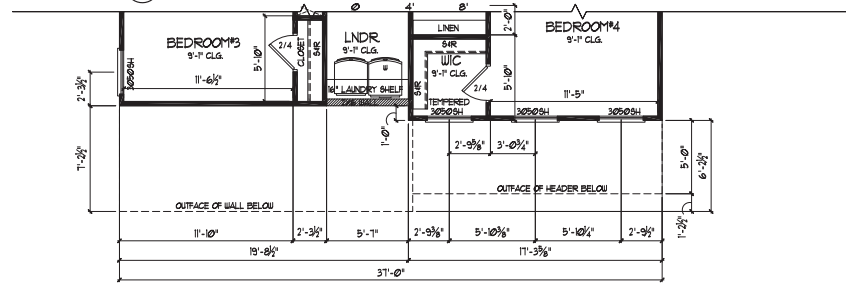 0 4' 8'
BEDROOM#3
9'-1" CLG.
11'-6½"
5'-10"
3050SH
2/4
CLOSET
S&R
LNDR
9'-1" CLG.
W
16" LAUNDRY SHELF
LINEN
S&R
WIC
9'-1" CLG.
S&R
2/4
TEMPERED
3050SH
2'-0"
5'-10"
BEDROOM#4
9'-1" CLG.
11'-5"
3050SH 3050SH
2'-3½"
7'-2½"
1'-0"
2'-9⅝" 3'-0¾"
5'-0"
6'-2½"
1'-2½"
OUTFACE OF HEADER BELOW
OUTFACE OF WALL BELOW
11'-10" 2'-3½" 5'-7" 2'-9⅝" 5'-10⅜" 5'-10¼" 2'-9½"
19'-8½" 17'-3⅝"
37'-0"